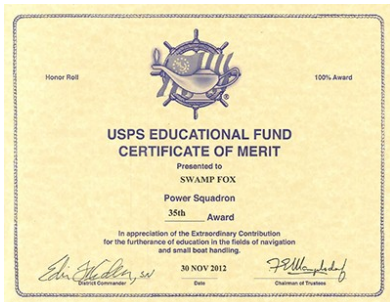 Honor Roll
100% Award
USPS EDUCATIONAL FUND
CERTIFICATE OF MERIT
Presented to
SWAMP FOX
Power Squadron
35th Award
In appreciation of the Extraordinary Contribution
for the furtherance of education in the fields of navigation
and small boat handling.
30 NOV 2012
District Commander
Date
Chairman of Trustees